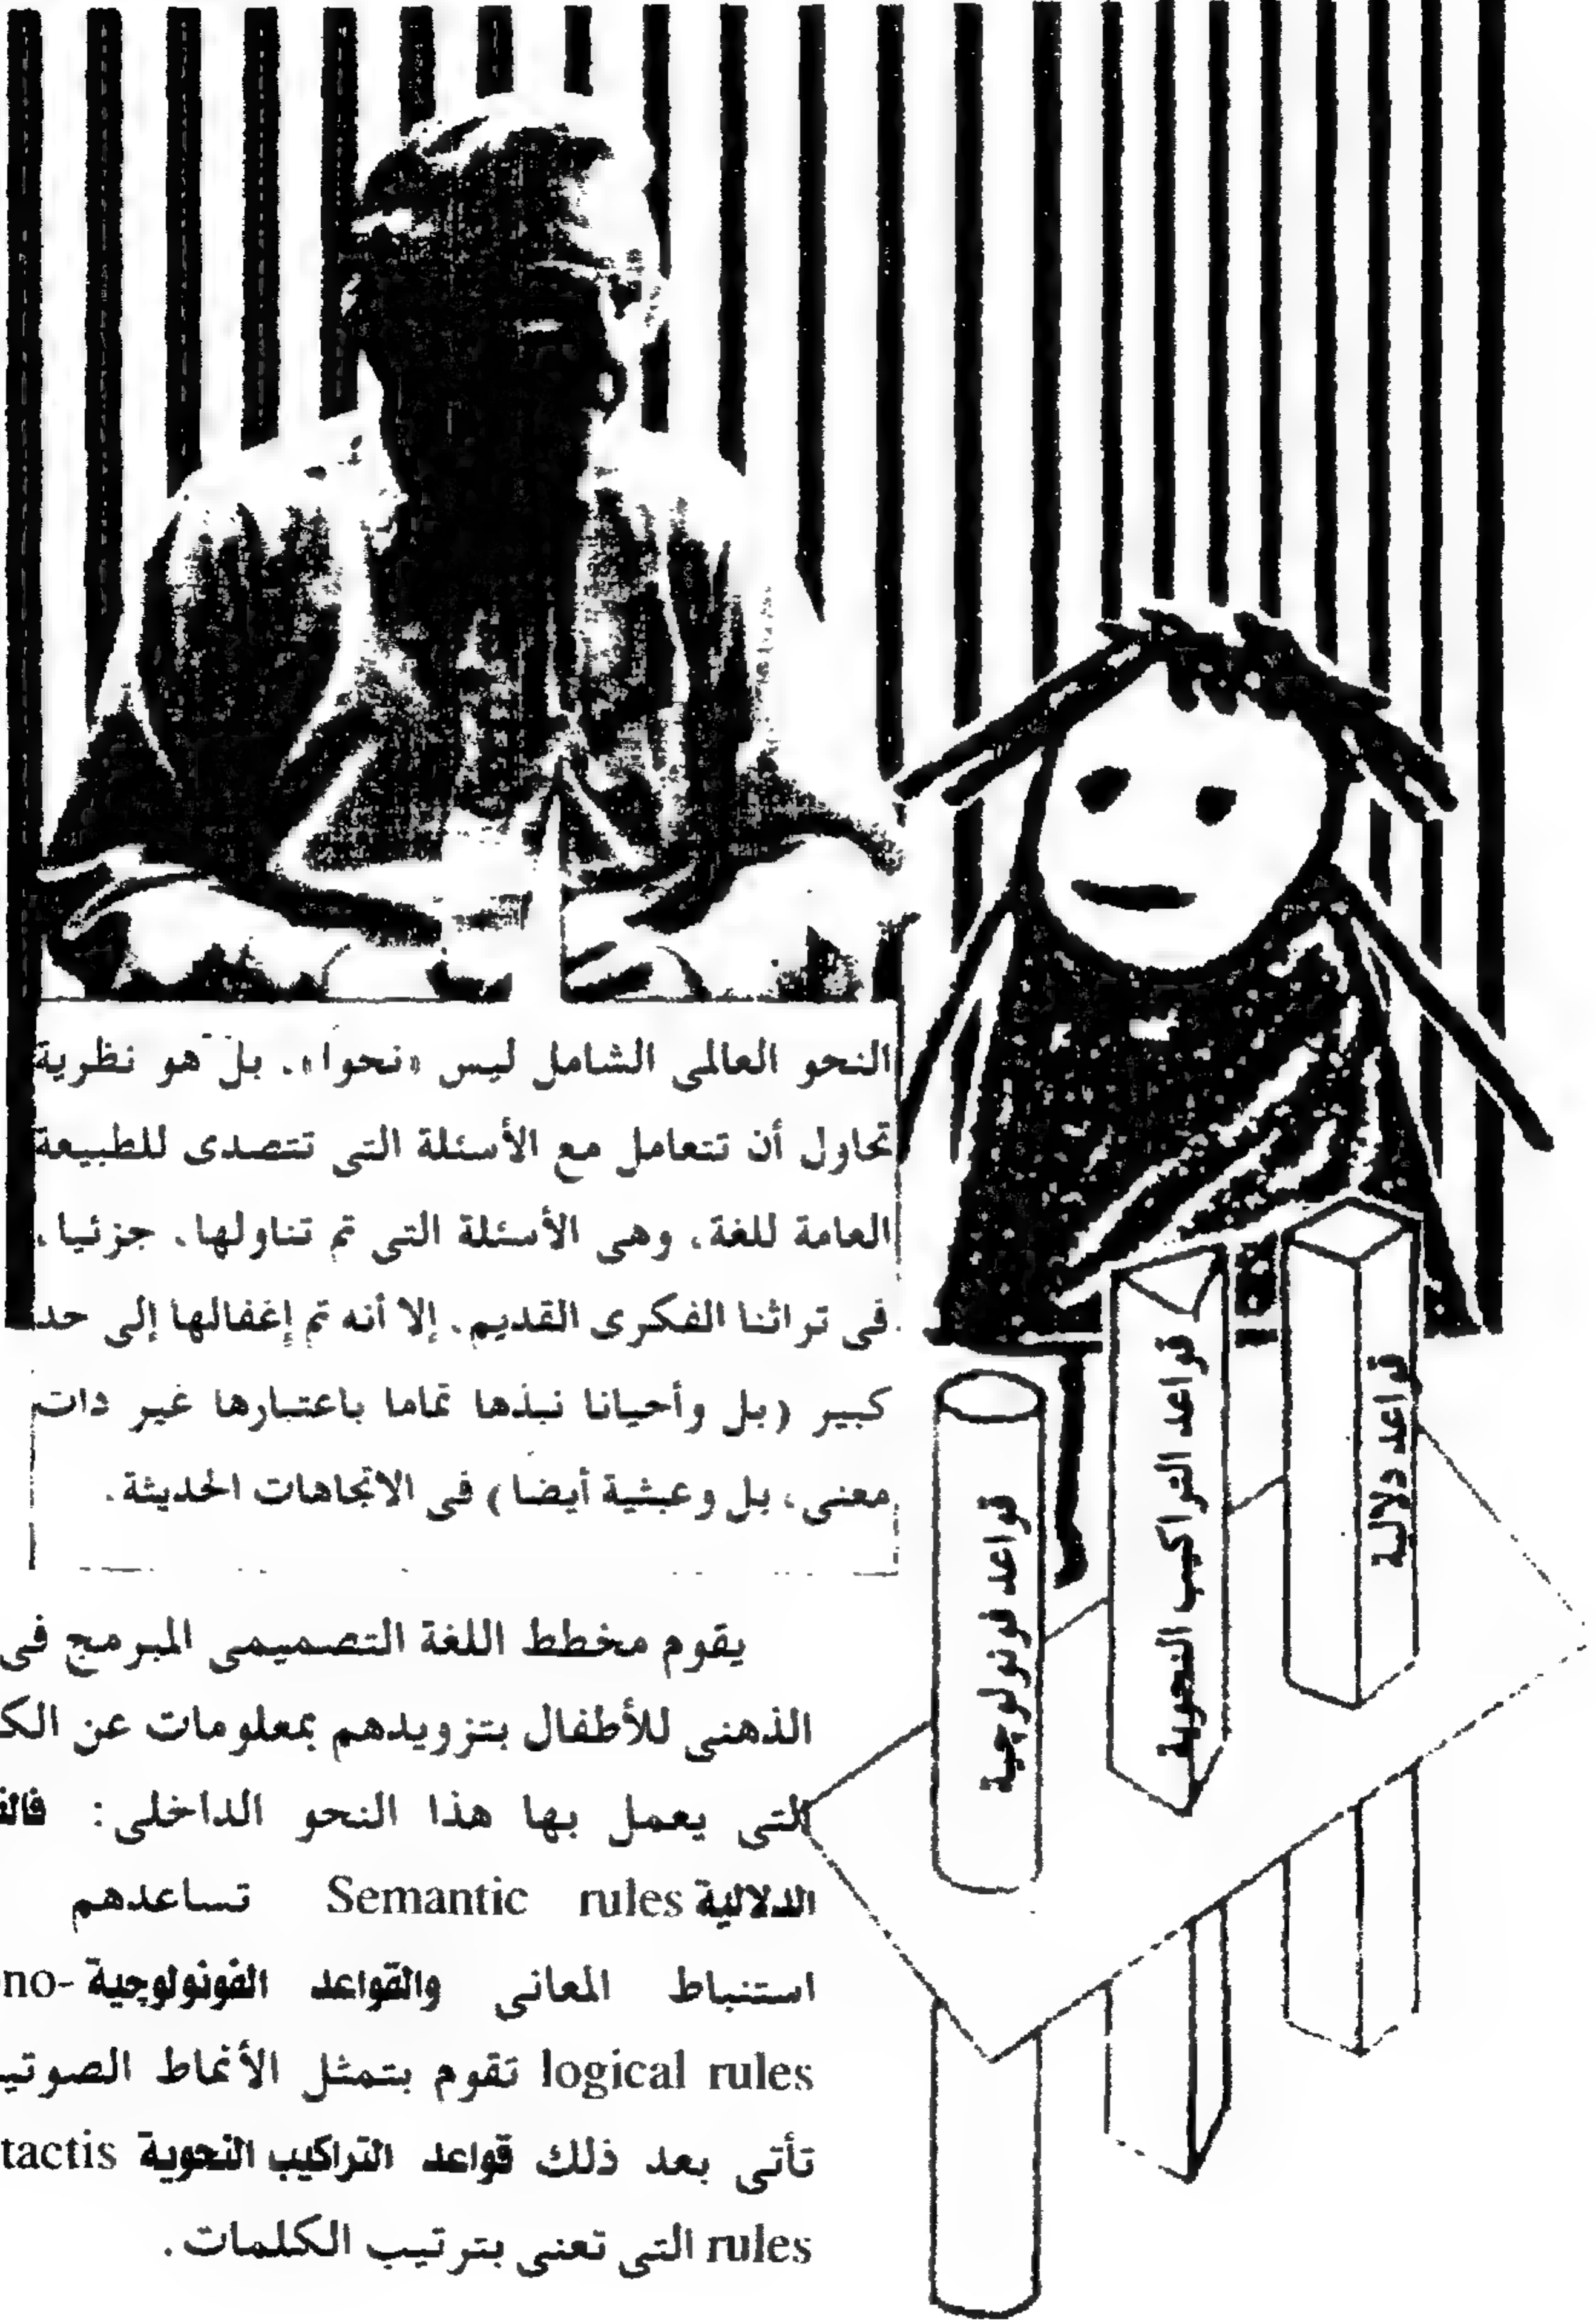 النحو العالمى الشامل ليس «نحوا»، بل هو نظرية
تحاول أن تتعامل مع الأسئلة التى تتصدى للطبيعة
العامة للغة، وهى الأسئلة التى تم تناولها، جزئيا،
فى تراثنا الفكرى القديم، إلا أنه تم إغفالها إلى حد
كبير (بل وأحيانا نبذها تماما باعتبارها غير ذات
معنى، بل وعبثية أيضا) فى الاتجاهات الحديثة.
قواعد فونولوجية
قواعد التراكيب النحوية
قواعد دلالية
يقوم مخطط اللغة التصميمى المبرمج فى
الذهنى للأطفال بتزويدهم بمعلومات عن
التى يعمل بها هذا النحو الداخلى:
الدلالية Semantic rules تساعدهم
استنباط المعانى والقواعد الفونولوجية no-
logical rules تقوم بتمثل الأنماط
تأتى بعد ذلك قواعد التراكيب النحوية tactis
rules التى تعنى بترتيب الكلمات.